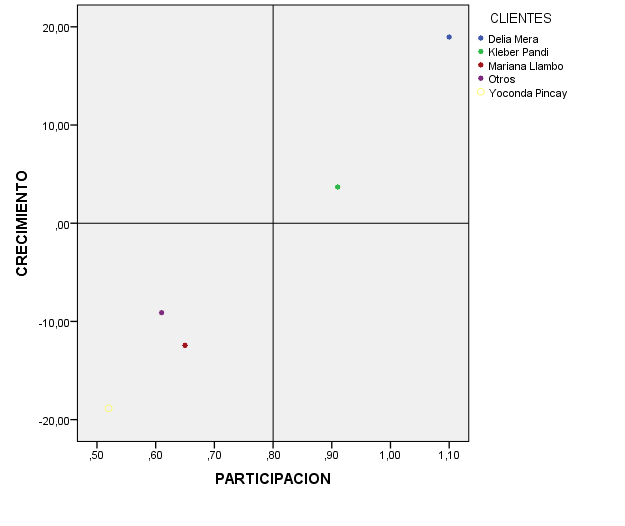 CLIENTES
Delia Mera
Kleber Pandi
Mariana Llambo
Otros
Yoconda Pincay
CRECIMIENTO
20,00
10,00
,00
-10,00
-20,00
,50 ,60 ,70 ,80 ,90 1,00 1,10
PARTICIPACION